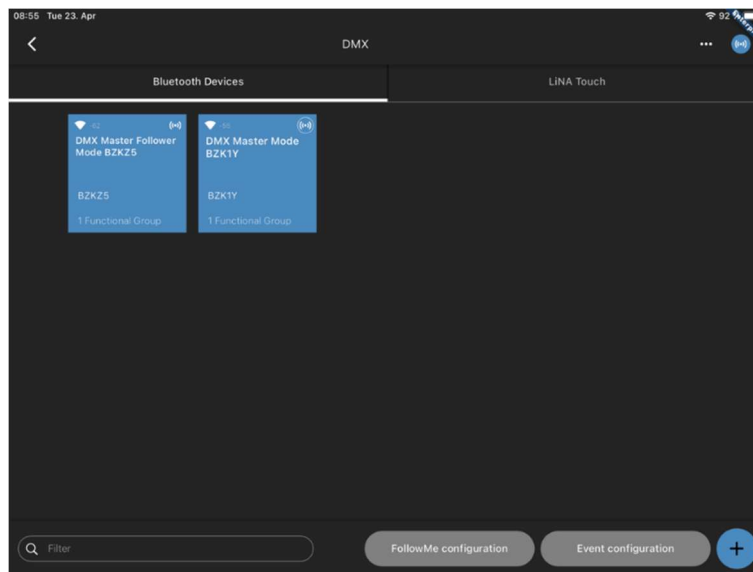 08:55 Tue 23. Apr
92
DMX
Bluetooth Devices
LiNA Touch
DMX Master Follower
Mode BZKZ5
BZKZ5
1 Functional Group
DMX Master Mode
BZK1Y
BZK1Y
1 Functional Group
Filter
FollowMe configuration
Event configuration
+